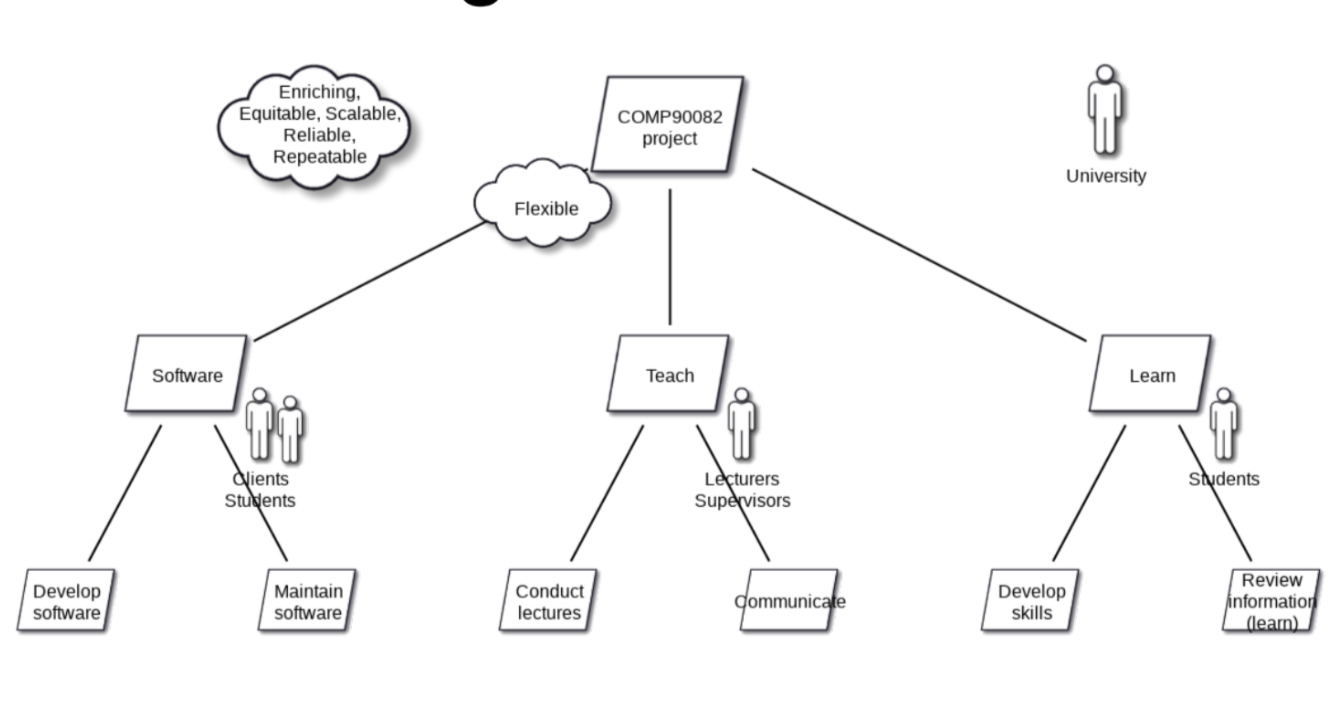 Enriching,
Equitable, Scalable,
Reliable,
Repeatable
COMP90082
project
University
Flexible
Software
Teach
Learn
Clients
Students
Lecturers
Supervisors
Students
Develop
software
Maintain
software
Conduct
lectures
Communicate
Develop
skills
Review
information
(learn)